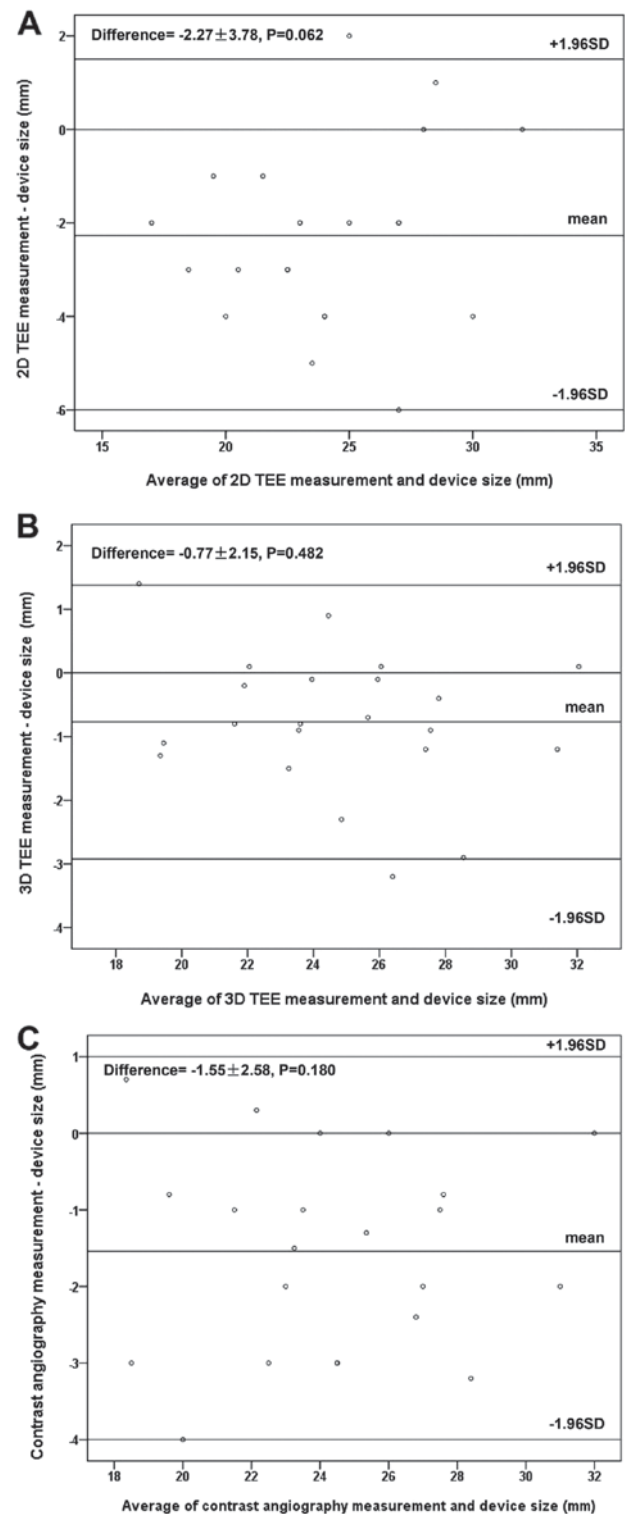 A
Difference= -2.27±3.78, P=0.062
+1.96SD
mean
-1.96SD
2
0
-2
-4
-6
2D TEE measurement - device size (mm)
15 20 25 30 35
Average of 2D TEE measurement and device size (mm)
B
Difference= -0.77±2.15, P=0.482
+1.96SD
mean
-1.96SD
2
1
0
-1
-2
-3
-4
3D TEE measurement - device size (mm)
18 20 22 24 26 28 30 32
Average of 3D TEE measurement and device size (mm)
C
+1.96SD
Difference= -1.55±2.58, P=0.180
mean
-1.96SD
1
0
-1
-2
-3
-4
Contrast angiography measurement - device size (mm)
18 20 22 24 26 28 30 32
Average of contrast angiography measurement and device size (mm)